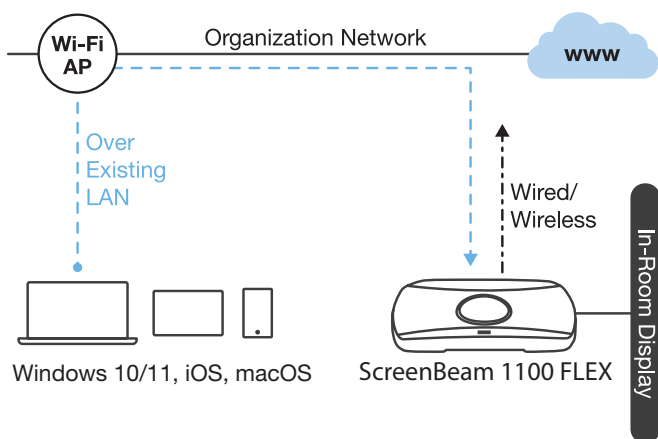 Wi-Fi
AP
Organization Network
www
Over
Existing
LAN
Wired/
Wireless
In-Room Display
Windows 10/11, iOS, macOS
ScreenBeam 1100 FLEX